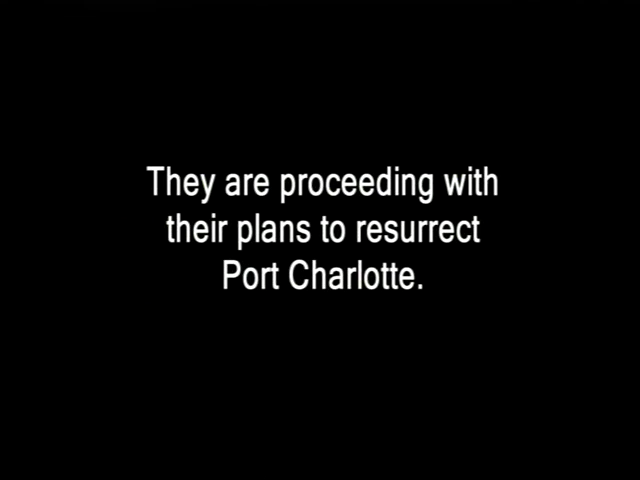 They are proceeding with
their plans to resurrect
Port Charlotte.